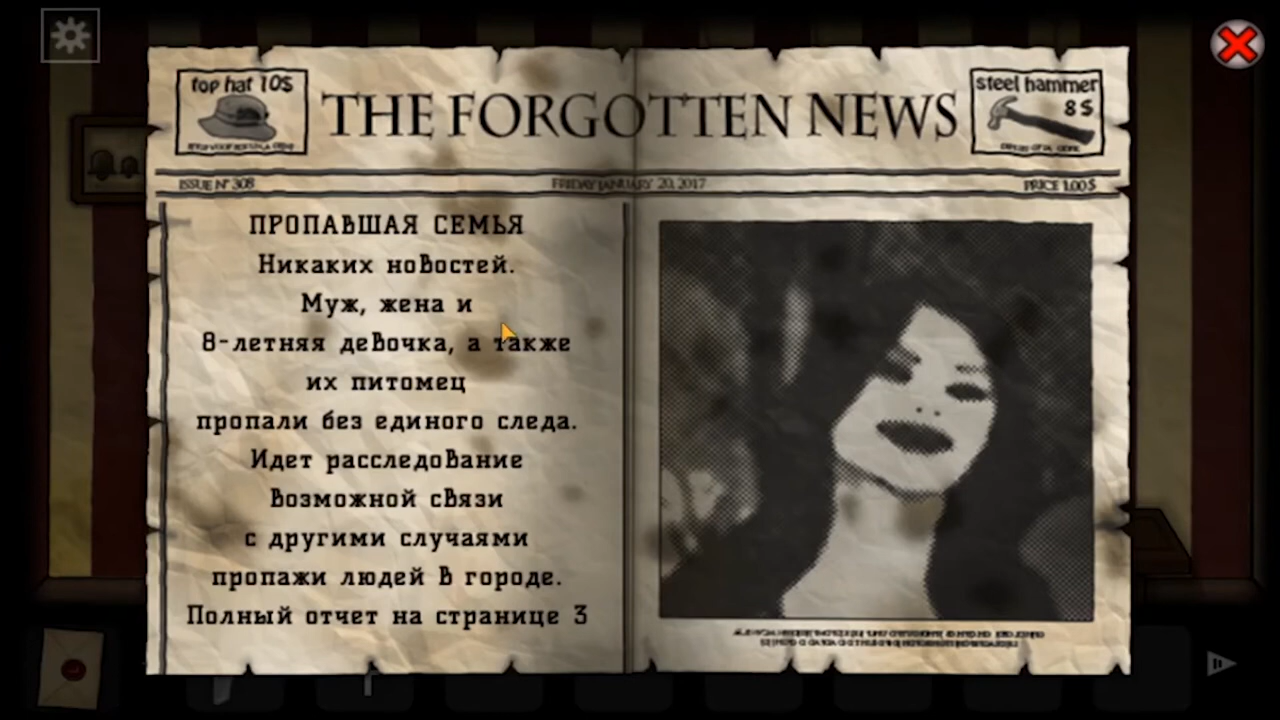 top hat 10$
THE FORGOTTEN NEWS
steel hammer
8$
ISSUE N° 308
FRIDAY JANUARY 20, 2017
PRICE 1.00$
ПРОПАВШАЯ СЕМЬЯ
Никаких новостей.
Муж, жена и
8-летняя девочка, а также
их питомец
пропали без единого следа.
Идет расследование
возможной связи
с другими случаями
пропажи людей в городе.
Полный отчет на странице 3